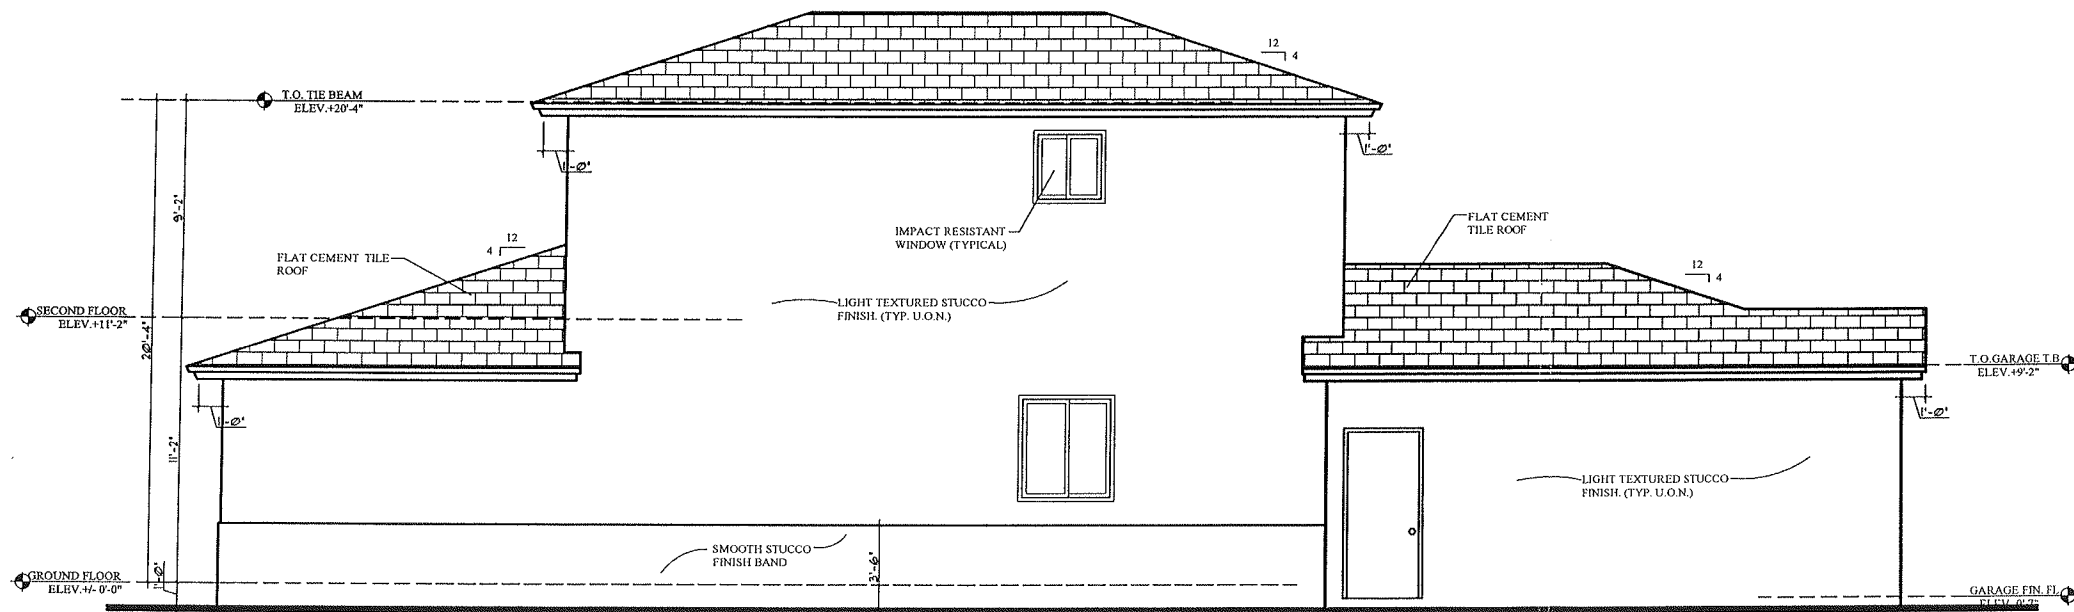 12
4
T.O. TIE BEAM
ELEV.+20'-4"
1'-0"
1'-0"
9'-2"
IMPACT RESISTANT
WINDOW (TYPICAL)
FLAT CEMENT
TILE ROOF
12
4
FLAT CEMENT TILE
ROOF
12
4
LIGHT TEXTURED STUCCO
FINISH. (TYP. U.O.N.)
SECOND FLOOR
ELEV.+11'-2"
20'-4"
T.O.GARAGE T.B
ELEV.+9'-2"
1'-0"
1'-0"
11'-2"
LIGHT TEXTURED STUCCO
FINISH. (TYP. U.O.N.)
SMOOTH STUCCO
FINISH BAND
3'-6"
1'-0"
GROUND FLOOR
ELEV.+/- 0'-0"
GARAGE FIN. FL